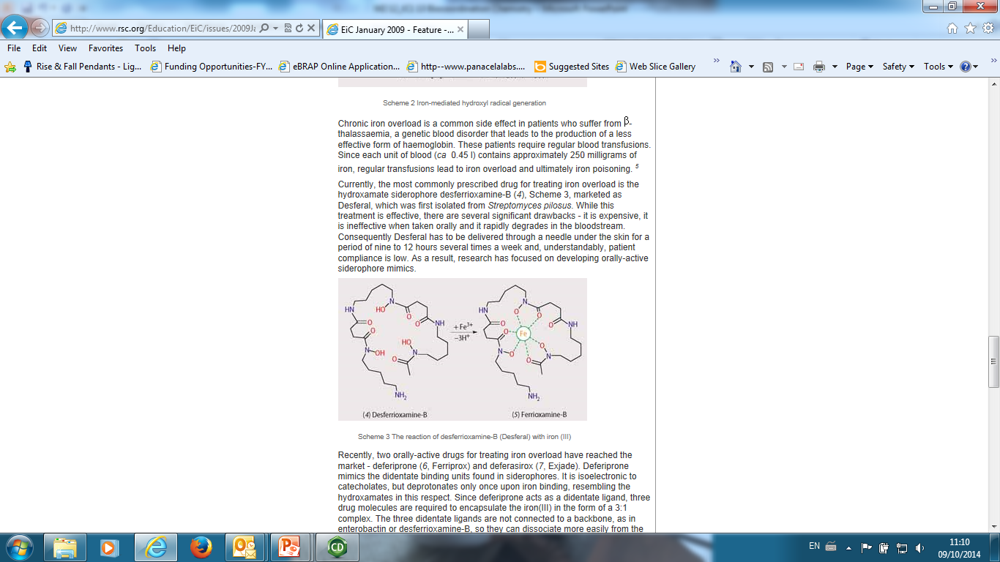 http://www.rsc.org/Education/EiC/issues/2009Ja
EiC January 2009 - Feature -...
File Edit View Favorites Tools Help
Rise & Fall Pendants - Lig... Funding Opportunities-FY... eBRAP Online Application... http--www.panacelalabs.... Suggested Sites Web Slice Gallery Page Safety Tools
Scheme 2 Iron-mediated hydroxyl radical generation
Chronic iron overload is a common side effect in patients who suffer from β-
thalassaemia, a genetic blood disorder that leads to the production of a less
effective form of haemoglobin. These patients require regular blood transfusions.
Since each unit of blood (ca 0.45 l) contains approximately 250 milligrams of
iron, regular transfusions lead to iron overload and ultimately iron poisoning. 5
Currently, the most commonly prescribed drug for treating iron overload is the
hydroxamate siderophore desferrioxamine-B (4), Scheme 3, marketed as
Desferal, which was first isolated from Streptomyces pilosus. While this
treatment is effective, there are several significant drawbacks - it is expensive, it
is ineffective when taken orally and it rapidly degrades in the bloodstream.
Consequently Desferal has to be delivered through a needle under the skin for a
period of nine to 12 hours several times a week and, understandably, patient
compliance is low. As a result, research has focused on developing orally-active
siderophore mimics.
HN HO N O O NH O O HO N OH N O NH₂
+ Fe³⁺
−3H⁺
HN O N O O NH O O Fe N O O N O NH₂
(4) Desferrioxamine-B (5) Ferrioxamine-B
Scheme 3 The reaction of desferrioxamine-B (Desferal) with iron (III)
Recently, two orally-active drugs for treating iron overload have reached the
market - deferiprone (6, Ferriprox) and deferasirox (7, Exjade). Deferiprone
mimics the didentate binding units found in siderophores. It is isoelectronic to
catecholates, but deprotonates only once upon iron binding, resembling the
hydroxamates in this respect. Since deferiprone acts as a didentate ligand, three
drug molecules are required to encapsulate the iron(III) in the form of a 3:1
complex. The three didentate ligands are not connected to a backbone, as in
enterobactin or desferrioxamine-B, so they can dissociate more easily from the
CD EN 11:10
09/10/2014